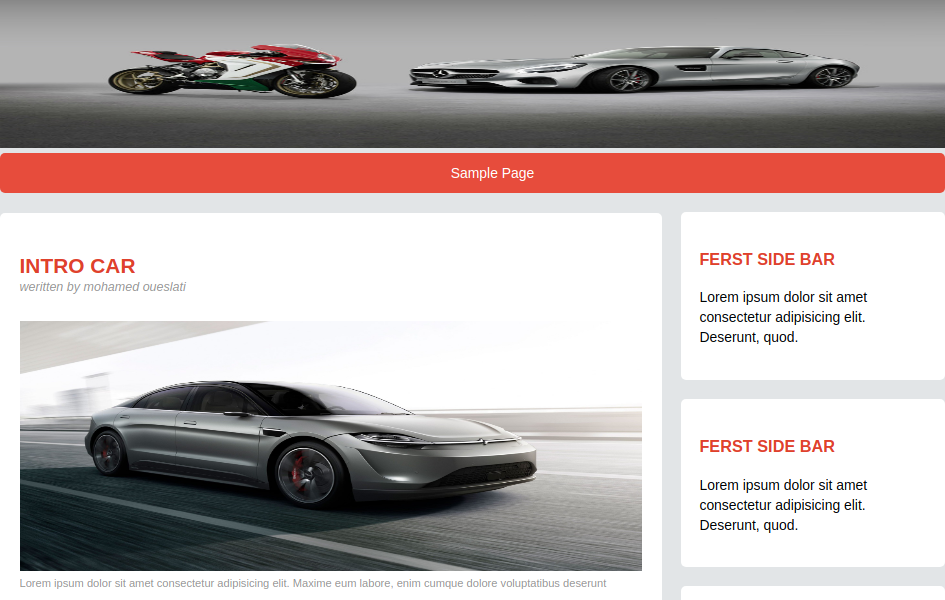 Sample Page
INTRO CAR
weritten by mohamed oueslati
Lorem ipsum dolor sit amet consectetur adipisicing elit. Maxime eum labore, enim cumque dolore voluptatibus deserunt
FERST SIDE BAR
Lorem ipsum dolor sit amet
consectetur adipisicing elit.
Deserunt, quod.
FERST SIDE BAR
Lorem ipsum dolor sit amet
consectetur adipisicing elit.
Deserunt, quod.